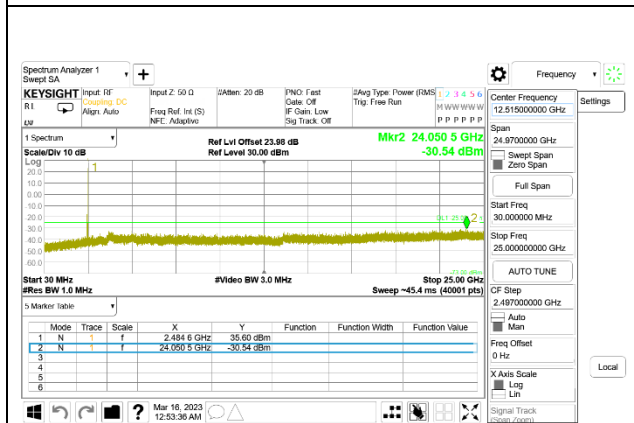 Spectrum Analyzer 1
Swept SA
+
Frequency
KEYSIGHT Input: RF Input Z: 50 Ω #Atten: 20 dB PNO: Fast #Avg Type: Power (RMS 1 2 3 4 5 6
Coupling: DC Gate: Off Trig: Free Run M W W W W W
Align: Auto Freq Ref: Int (S) IF Gain: Low
NFE: Adaptive Sig Track: Off P P P P P P
Center Frequency
12.515000000 GHz
Settings
Span
24.9700000 GHz
Swept Span
Zero Span
Full Span
Start Freq
30.000000 MHz
Stop Freq
25.000000000 GHz
AUTO TUNE
CF Step
2.497000000 GHz
Auto
Man
Freq Offset
0 Hz
X Axis Scale
Log
Lin
Signal Track
(Span Zoom)
Local
1 Spectrum
Ref Lvl Offset 23.98 dB
Mkr2 24.050 5 GHz
Scale/Div 10 dB
Ref Level 30.00 dBm
-30.54 dBm
Log
1
20.0
10.0
0.00
-10.0
-20.0
2
-30.0
-40.0
-50.0
-60.0
Start 30 MHz #Video BW 3.0 MHz Stop 25.00 GHz
#Res BW 1.0 MHz Sweep ~45.4 ms (40001 pts)
5 Marker Table
Mode Trace Scale X Y Function Function Width Function Value
1 N 1 f 2.484 6 GHz 35.60 dBm
2 N 1 f 24.050 5 GHz -30.54 dBm
3
4
5
6
? Mar 16, 2023
12:53:36 AM